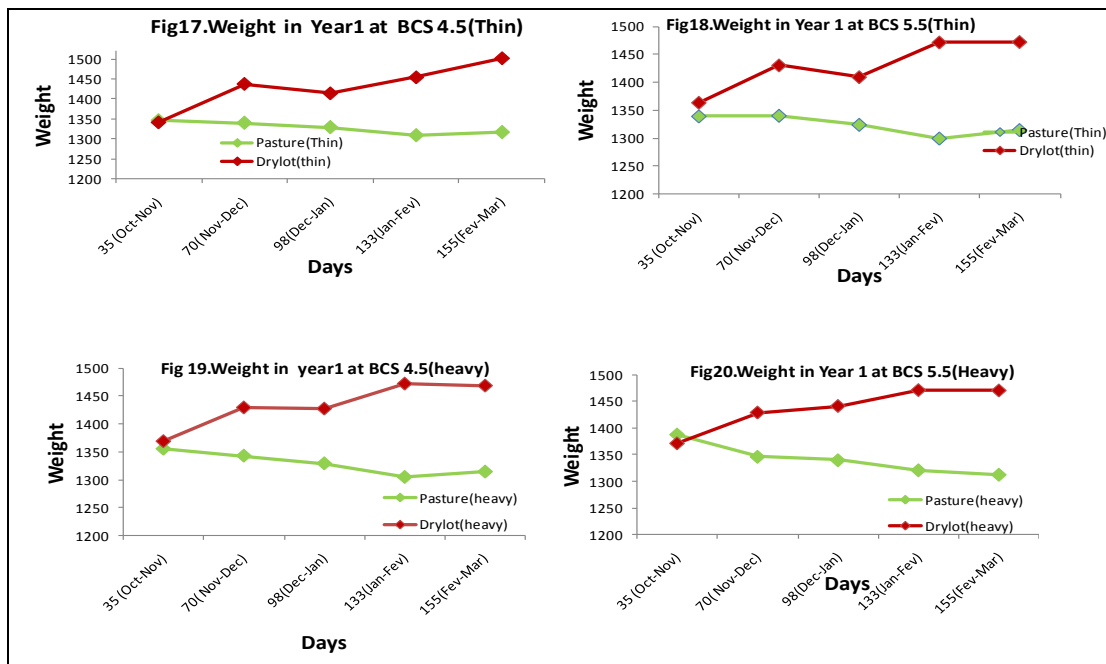 Fig17.Weight in Year1 at BCS 4.5(Thin)
1500
1450
1400
1350
1300
1250
1200
Weight
Pasture(Thin)
Drylot(thin)
35 (Oct-Nov)
70(Nov-Dec)
98(Dec-Jan)
133(Jan-Fev)
155(Fev-Mar)
Days
Fig18.Weight in Year 1 at BCS 5.5(Thin)
1500
1450
1400
1350
1300
1250
1200
Weight
Pasture(Thin)
Drylot(thin)
35 (Oct-Nov)
70(Nov-Dec)
98(Dec-Jan)
133(Jan-Fev)
155(Fev-Mar)
Days
Fig 19.Weight in year1 at BCS 4.5(heavy)
1500
1450
1400
1350
1300
1250
1200
Weight
Pasture(heavy)
Drylot(heavy)
35 (Oct-Nov)
70(Nov-Dec)
98(Dec-Jan)
133(Jan-Fev)
155(Fev-Mar)
Days
Fig20.Weight in Year 1 at BCS 5.5(Heavy)
1500
1450
1400
1350
1300
1250
1200
Weight
Pasture(heavy)
Drylot(heavy)
35 (Oct-Nov)
70(Nov-Dec)
98(Dec-Jan)
133(Jan-Fev)
155(Fev-Mar)
Days